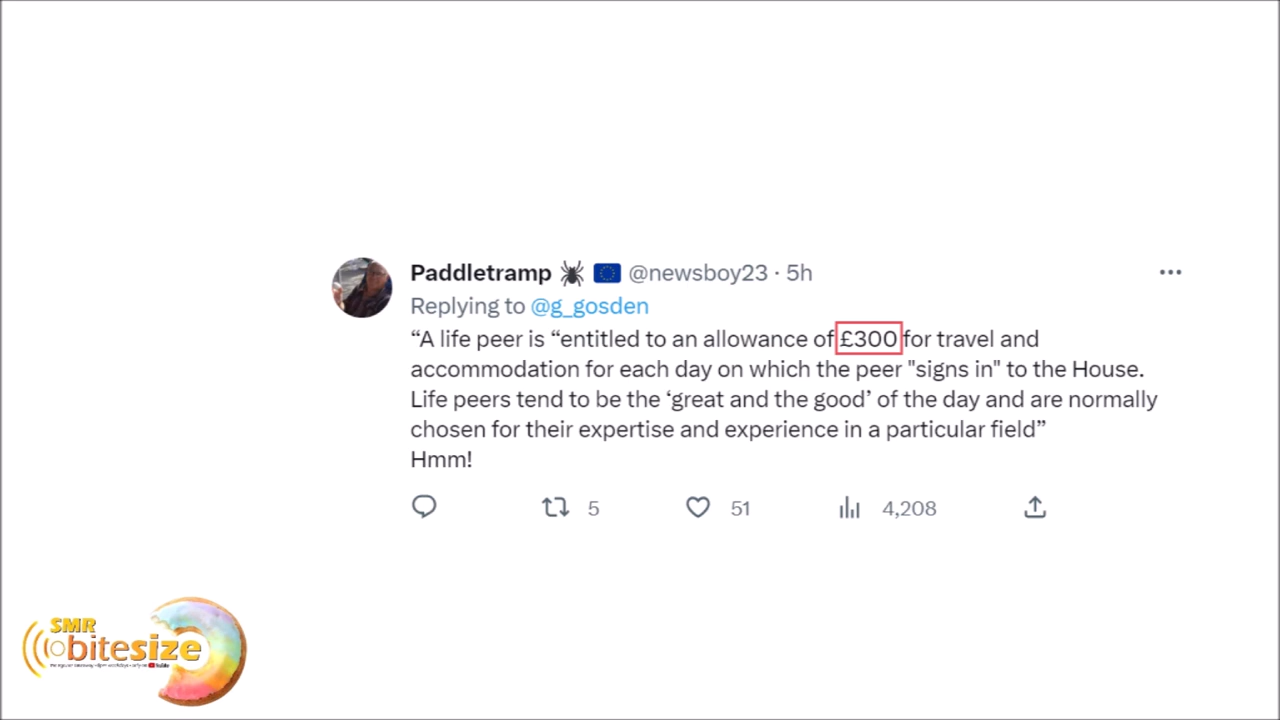 Paddletramp 🕷️ 🇪🇺 @newsboy23 · 5h
Replying to @g_gosden
“A life peer is “entitled to an allowance of £300 for travel and
accommodation for each day on which the peer "signs in" to the House.
Life peers tend to be the ‘great and the good’ of the day and are normally
chosen for their expertise and experience in a particular field”
Hmm!
5 51 4,208
SMR
bitesize